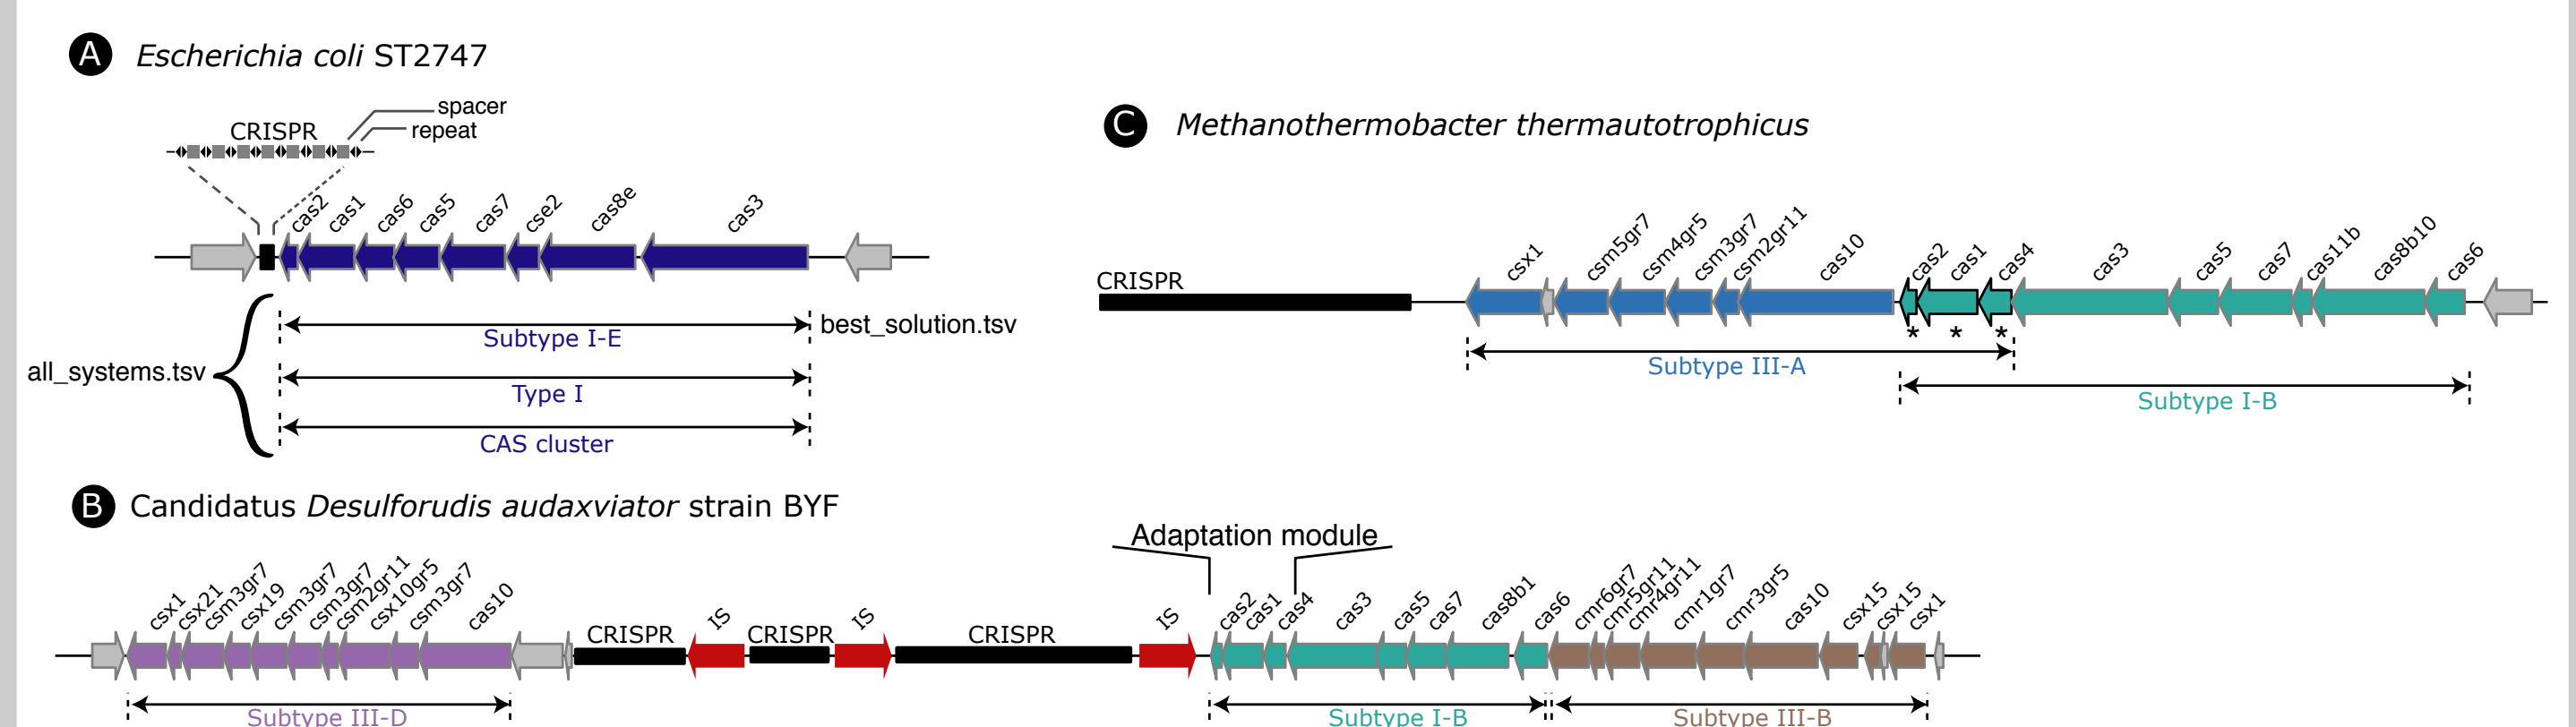 A Escherichia coli ST2747
spacer
CRISPR
repeat
cas2 cas1 cas6 cas5 cas7 cse2 cas8e cas3
Subtype I-E
best_solution.tsv
all_systems.tsv
Type I
CAS cluster
C Methanothermobacter thermautotrophicus
CRISPR
csx1 csm5gr7 csm4gr5 csm3gr7 csm2gr11 cas10 cas2 cas1 cas4 cas3 cas5 cas7 cas11b cas8b10 cas6
* * *
Subtype III-A
Subtype I-B
B Candidatus Desulforudis audaxviator strain BYF
Adaptation module
csx1 csx21 csm3gr7 csx19 csm3gr7 csm3gr7 csm2gr11 csx10gr5 csm3gr7 cas10
CRISPR IS CRISPR IS CRISPR IS
cas2 cas1 cas4 cas3 cas5 cas7 cas8b1 cas6 cmr6gr7 cmr5gr11 cmr4gr11 cmr1gr7 cmr3gr5 cas10 csx15 csx15 csx1
Subtype III-D
Subtype I-B
Subtype III-B